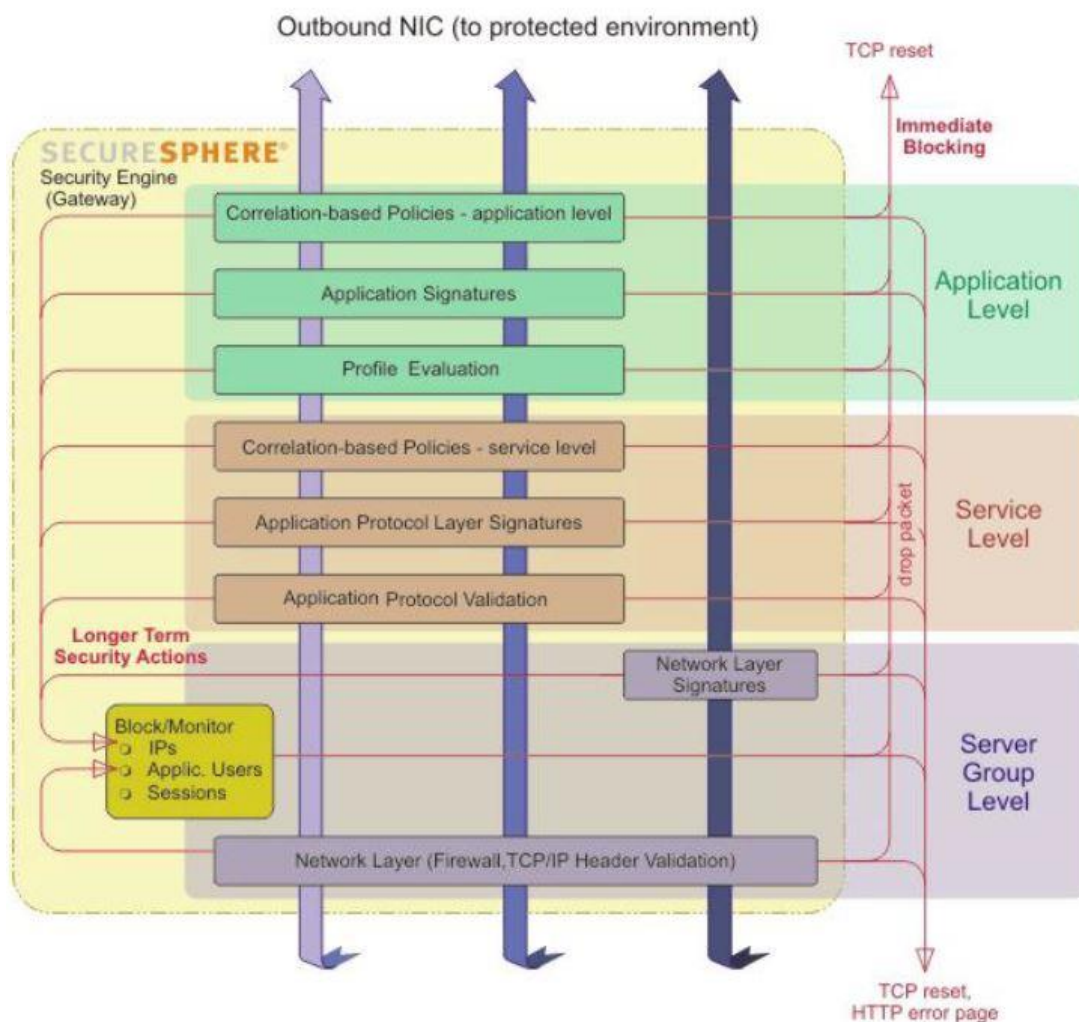 Outbound NIC (to protected environment)
TCP reset
Immediate
Blocking
SECURESPHERE®
Security Engine
(Gateway)
Correlation-based Policies - application level
Application Signatures
Profile Evaluation
Application
Level
Correlation-based Policies - service level
Application Protocol Layer Signatures
Application Protocol Validation
drop packet
Service
Level
Longer Term
Security Actions
Network Layer
Signatures
Block/Monitor
IPs
Applic. Users
Sessions
Server
Group
Level
Network Layer (Firewall,TCP/IP Header Validation)
TCP reset,
HTTP error page